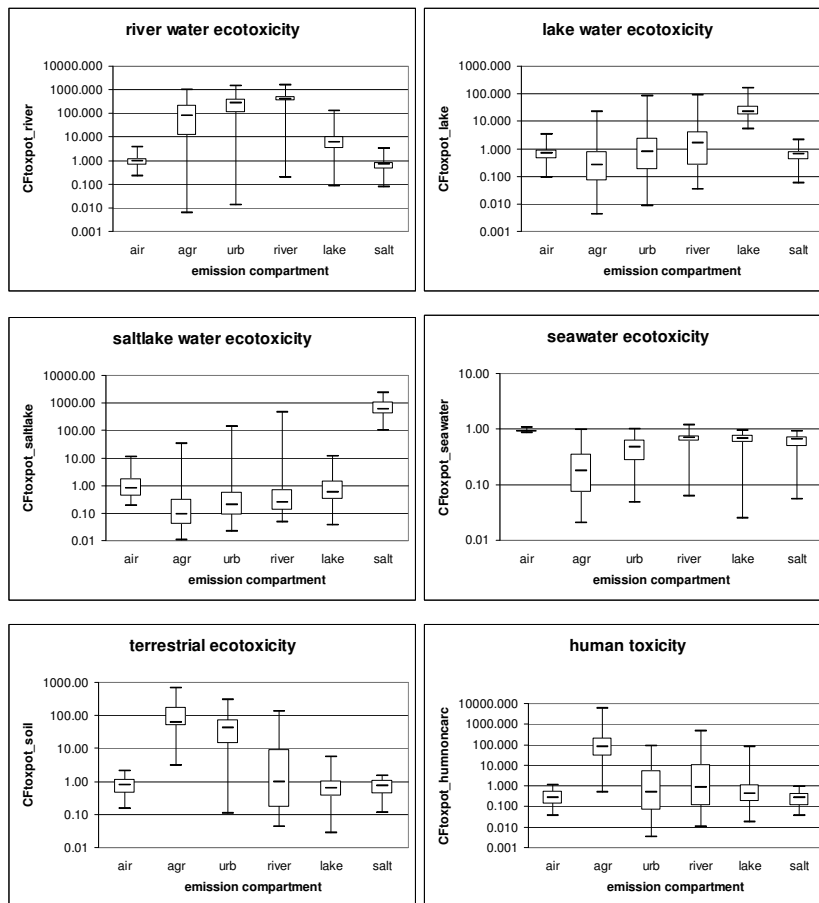 river water ecotoxicity
CFtoxpot_river
10000.000
1000.000
100.000
10.000
1.000
0.100
0.010
0.001
air agr urb river lake salt
emission compartment
lake water ecotoxicity
CFtoxpot_lake
1000.000
100.000
10.000
1.000
0.100
0.010
0.001
air agr urb river lake salt
emission compartment
saltlake water ecotoxicity
CFtoxpot_saltlake
10000.00
1000.00
100.00
10.00
1.00
0.10
0.01
air agr urb river lake salt
emission compartment
seawater ecotoxicity
CFtoxpot_seawater
10.00
1.00
0.10
0.01
air agr urb river lake salt
emission compartment
terrestrial ecotoxicity
CFtoxpot_soil
1000.00
100.00
10.00
1.00
0.10
0.01
air agr urb river lake salt
emission compartment
human toxicity
CFtoxpot_humnoncarc
10000.000
1000.000
100.000
10.000
1.000
0.100
0.010
0.001
air agr urb river lake salt
emission compartment